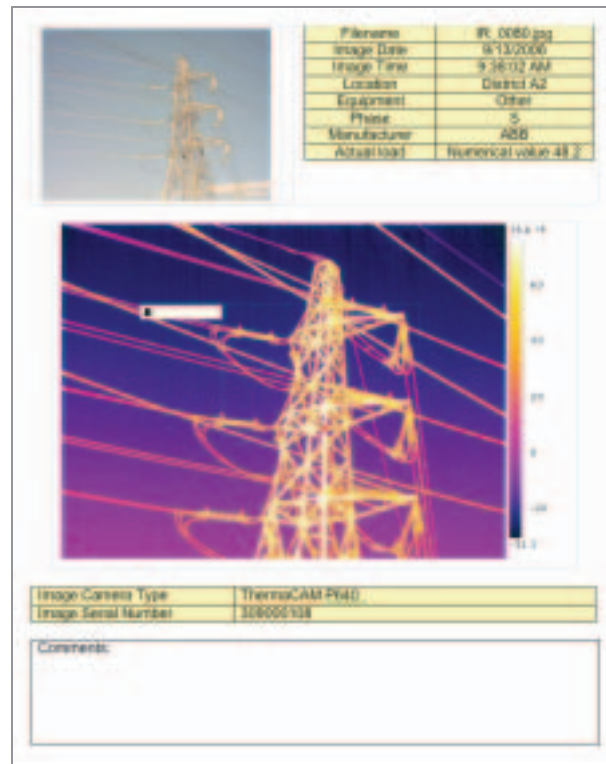 Filename IR_0060.jpg
Image Date 9/13/2006
Image Time 9:38:02 AM
Location District A2
Equipment Other
Phase S
Manufacturer ABB
Actual load Numerical value 48.2
Image Camera Type ThermaCAM P640
Image Serial Number 309000108
Comments: